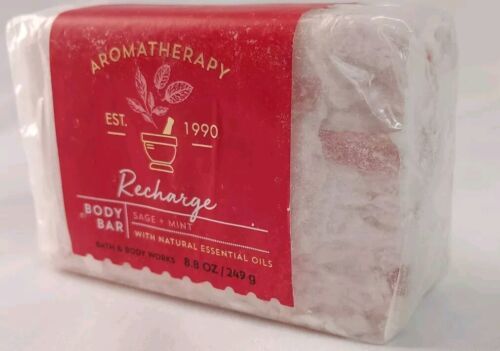 AROMATHERAPY
EST. 1990
Recharge
BODY BAR
SAGE + MINT
WITH NATURAL ESSENTIAL OILS
BATH & BODY WORKS 8.8 OZ / 249 g